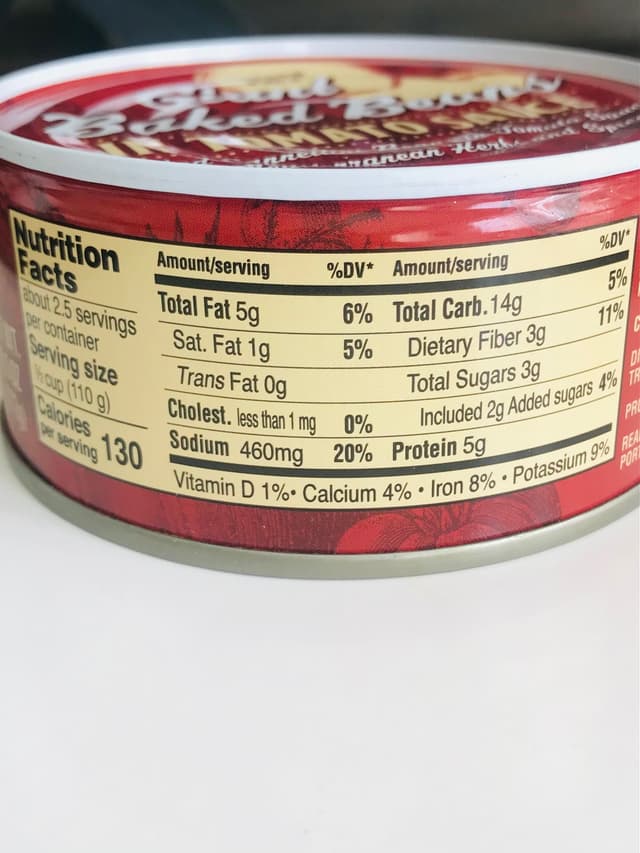 Giant
Baked Beans
IN TOMATO SAUCE
Nutrition
Facts
about 2.5 servings
per container
Serving size
½ cup (110 g)
Calories
per serving 130
Amount/serving %DV*
Total Fat 5g 6%
Sat. Fat 1g 5%
Trans Fat 0g
Cholest. less than 1 mg 0%
Sodium 460mg 20%
Amount/serving %DV*
Total Carb. 14g 5%
Dietary Fiber 3g 11%
Total Sugars 3g
Included 2g Added sugars 4%
Protein 5g
Vitamin D 1% • Calcium 4% • Iron 8% • Potassium 9%